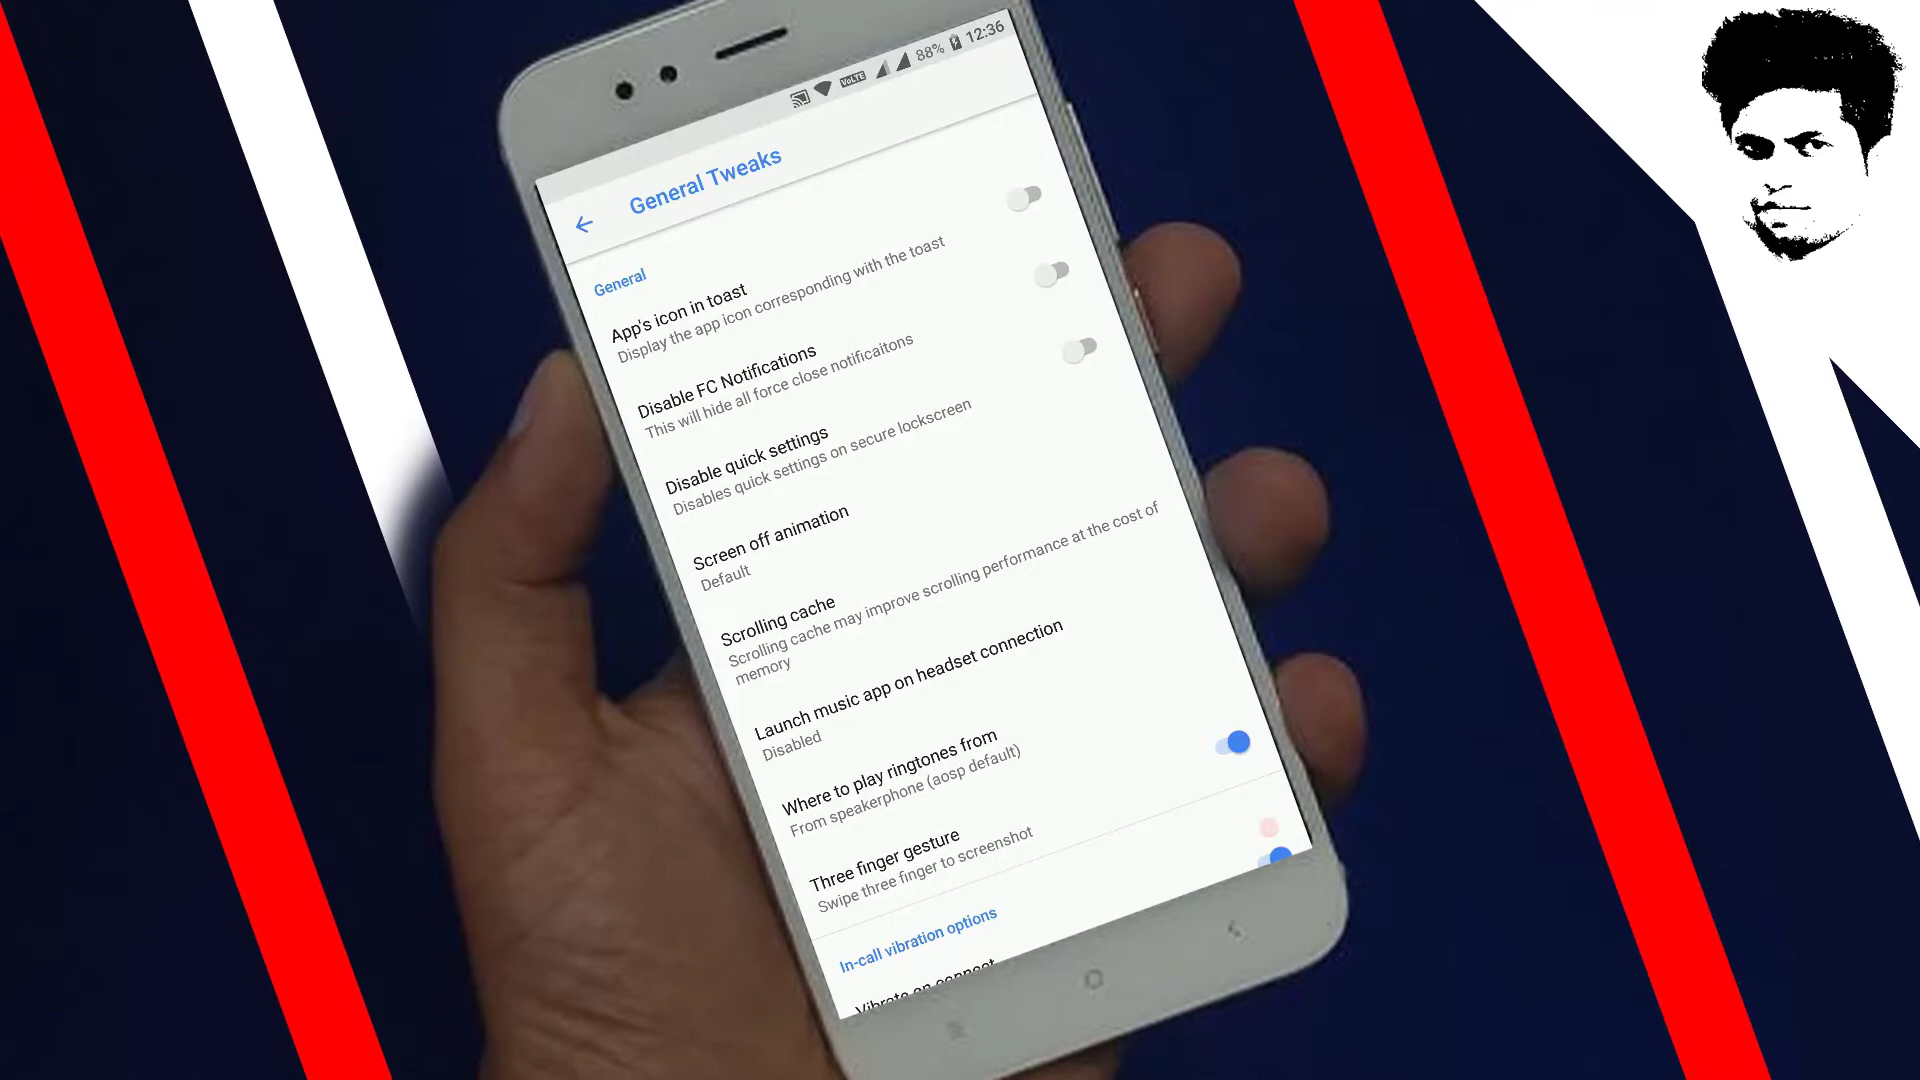 VoLTE 88% 12:36
General Tweaks
General
App's icon in toast
Display the app icon corresponding with the toast
Disable FC Notifications
This will hide all force close notificaitons
Disable quick settings
Disables quick settings on secure lockscreen
Screen off animation
Default
Scrolling cache
Scrolling cache may improve scrolling performance at the cost of
memory
Launch music app on headset connection
Disabled
Where to play ringtones from
From speakerphone (aosp default)
Three finger gesture
Swipe three finger to screenshot
In-call vibration options
Vibrate on connect